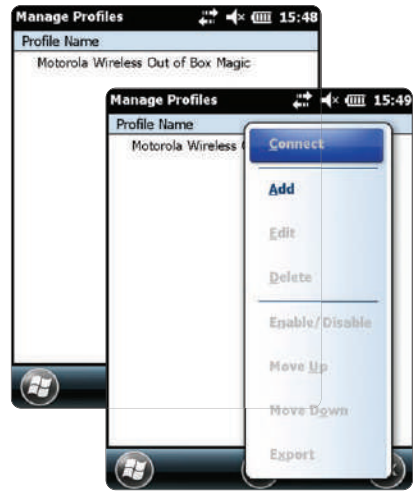 Manage Profiles 15:48
Profile Name
Motorola Wireless Out of Box Magic
Manage Profiles 15:49
Profile Name
Motorola Wireless
Connect
Add
Edit
Delete
Enable/Disable
Move Up
Move Down
Export